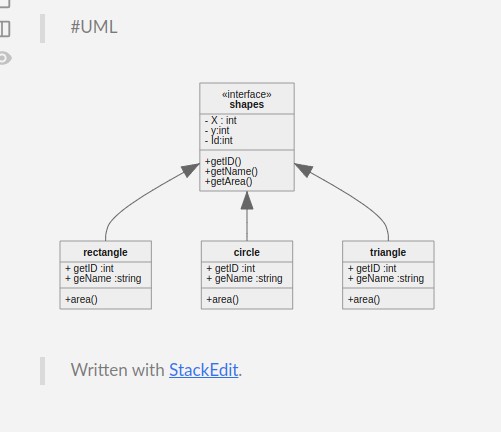 #UML
«interface»
shapes
- X : int
- y:int
- Id:int
+getID()
+getName()
+getArea()
rectangle
+ getID :int
+ geName :string
+area()
circle
+ getID :int
+ geName :string
+area()
triangle
+ getID :int
+ geName :string
+area()
Written with StackEdit.